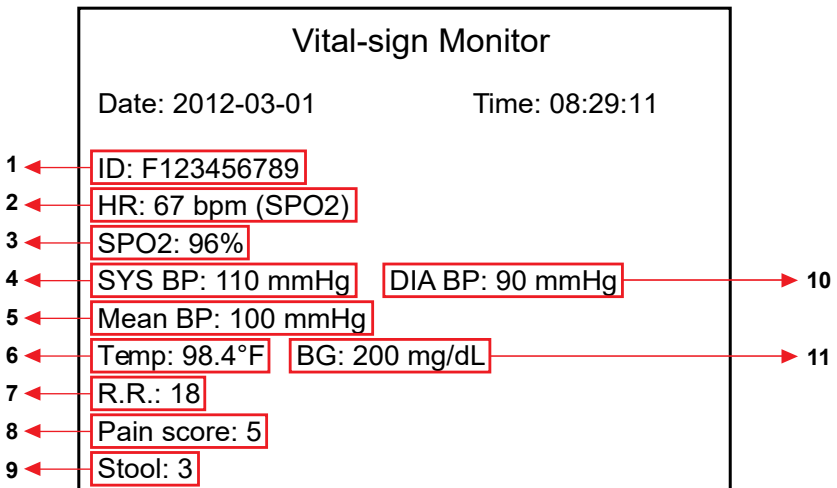 Vital-sign Monitor
Date: 2012-03-01 Time: 08:29:11
1 ID: F123456789
2 HR: 67 bpm (SPO2)
3 SPO2: 96%
4 SYS BP: 110 mmHg DIA BP: 90 mmHg 10
5 Mean BP: 100 mmHg
6 Temp: 98.4°F BG: 200 mg/dL 11
7 R.R.: 18
8 Pain score: 5
9 Stool: 3